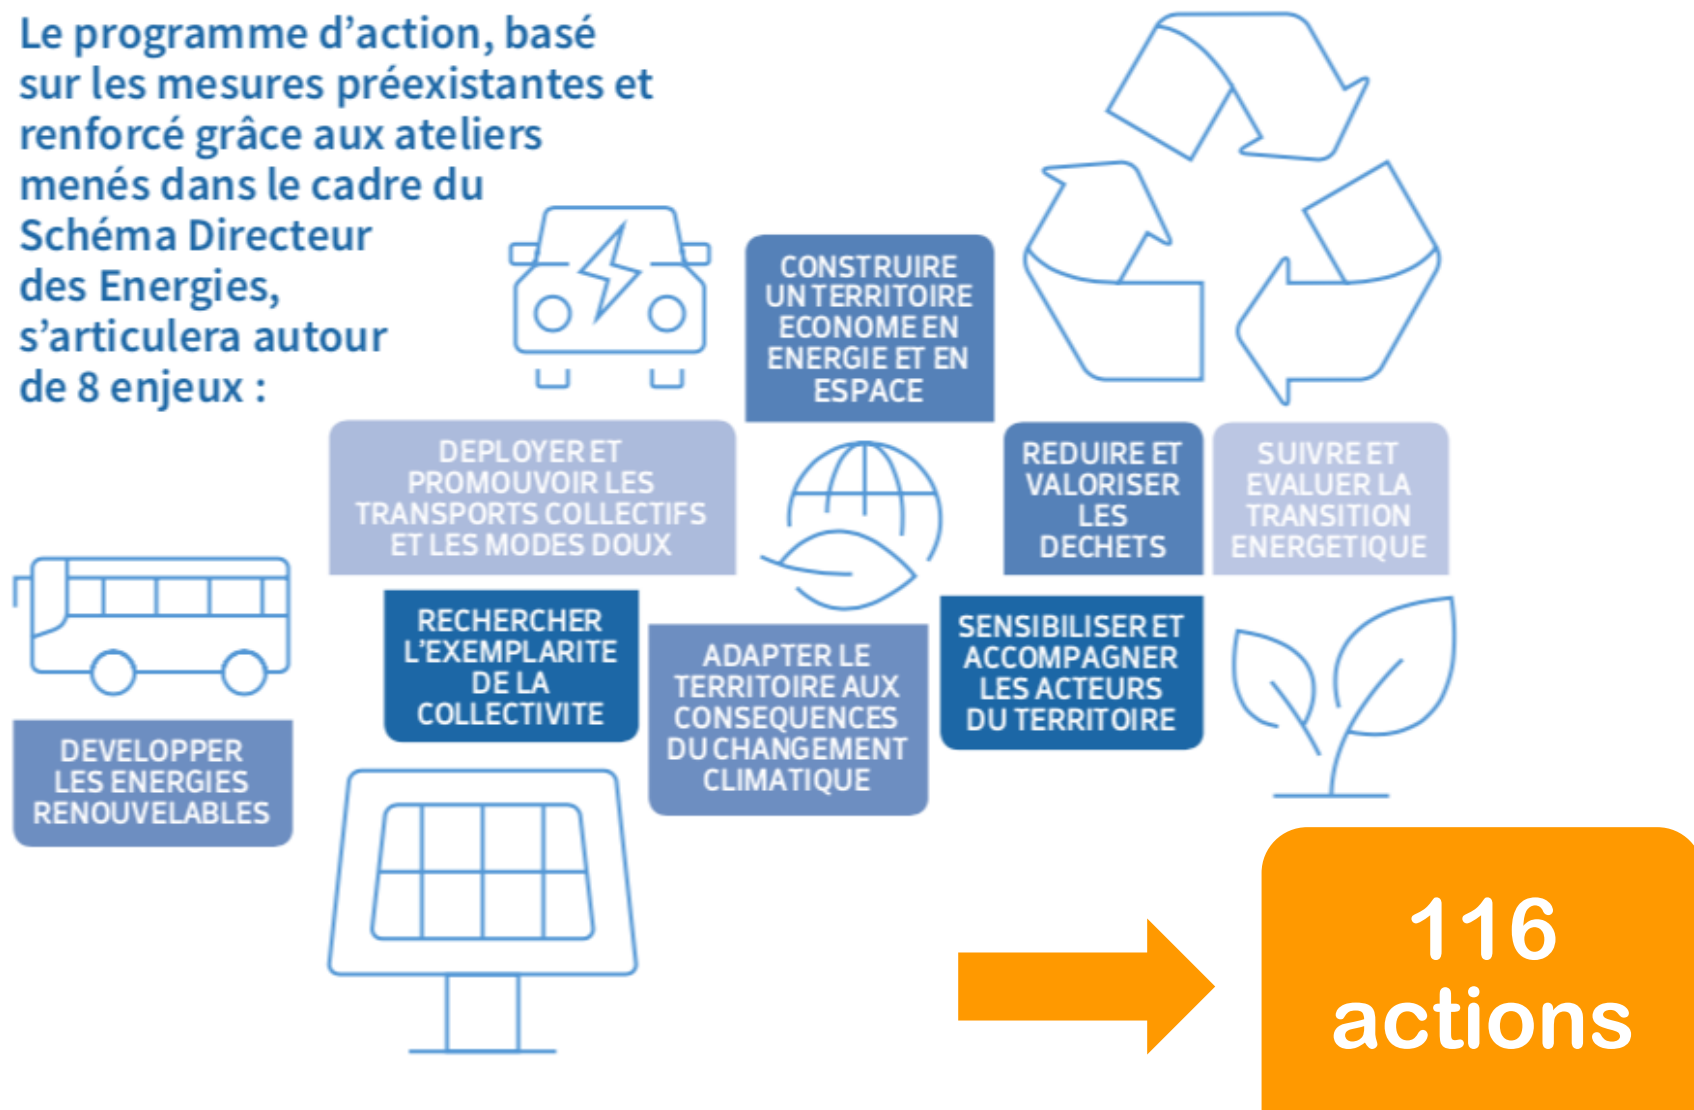 Le programme d’action, basé
sur les mesures préexistantes et
renforcé grâce aux ateliers
menés dans le cadre du
Schéma Directeur
des Energies,
s’articulera autour
de 8 enjeux :
CONSTRUIRE
UN TERRITOIRE
ECONOME EN
ENERGIE ET EN
ESPACE
DEPLOYER ET
PROMOUVOIR LES
TRANSPORTS COLLECTIFS
ET LES MODES DOUX
REDUIRE ET
VALORISER
LES
DECHETS
SUIVRE ET
EVALUER LA
TRANSITION
ENERGETIQUE
RECHERCHER
L’EXEMPLARITE
DE LA
COLLECTIVITE
ADAPTER LE
TERRITOIRE AUX
CONSEQUENCES
DU CHANGEMENT
CLIMATIQUE
SENSIBILISER ET
ACCOMPAGNER
LES ACTEURS
DU TERRITOIRE
DEVELOPPER
LES ENERGIES
RENOUVELABLES
116
actions